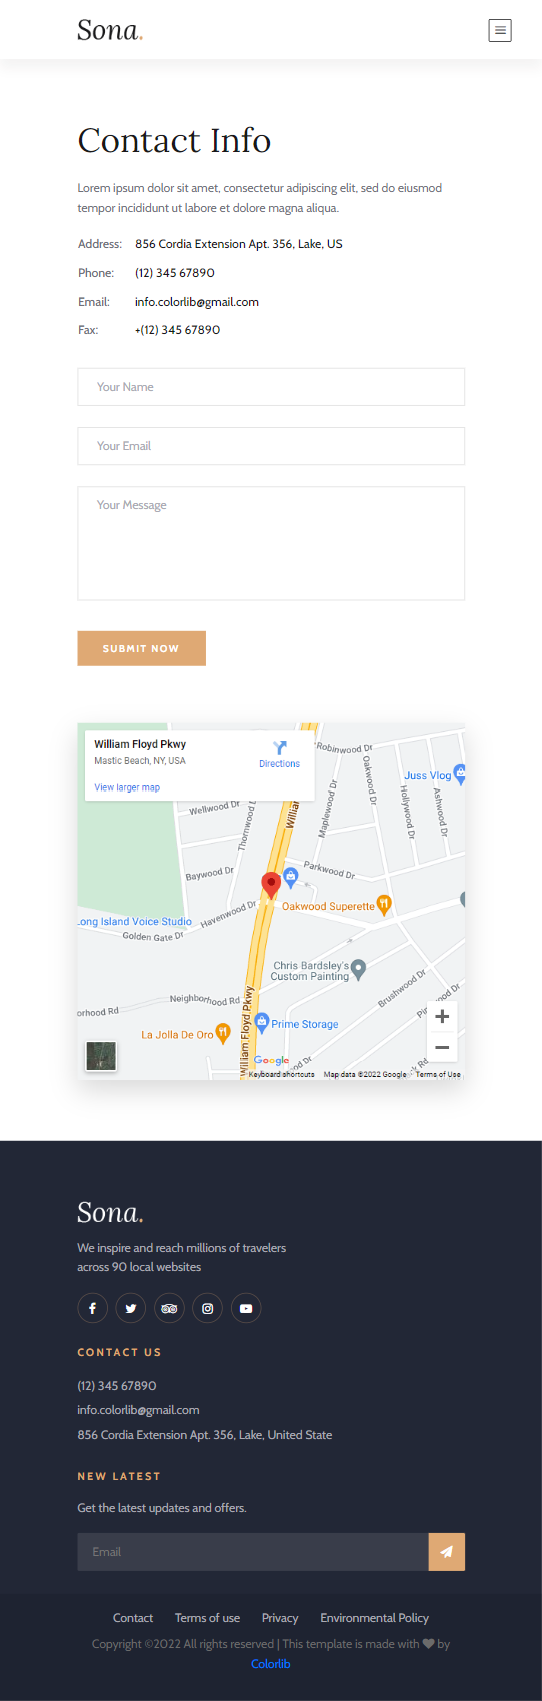 Sona.
Contact Info
Lorem ipsum dolor sit amet, consectetur adipiscing elit, sed do eiusmod
tempor incididunt ut labore et dolore magna aliqua.
Address: 856 Cordia Extension Apt. 356, Lake, US
Phone: (12) 345 67890
Email: info.colorlib@gmail.com
Fax: +(12) 345 67890
Your Name
Your Email
Your Message
SUBMIT NOW
William Floyd Pkwy
Mastic Beach, NY, USA
Directions
View larger map
Robinwood Dr
Juss Vlog
Oakwood Dr
Hollywood Dr
Ashwood Dr
Maplewood Dr
Wellwood Dr
Thornwood
William
Parkwood Dr
Baywood Dr
Havenwood Dr
Oakwood Superette
Long Island Voice Studio
Golden Gate Dr
Chris Bardsley's
Custom Painting
Brushwood Dr
Neighborhood Rd
orhood Rd
William Floyd Pkwy
La Jolla De Oro
Prime Storage
Google
Keyboard shortcuts Map data ©2022 Google Terms of Use
Sona.
We inspire and reach millions of travelers
across 90 local websites
CONTACT US
(12) 345 67890
info.colorlib@gmail.com
856 Cordia Extension Apt. 356, Lake, United State
NEW LATEST
Get the latest updates and offers.
Email
Contact Terms of use Privacy Environmental Policy
Copyright ©2022 All rights reserved | This template is made with ♥ by
Colorlib